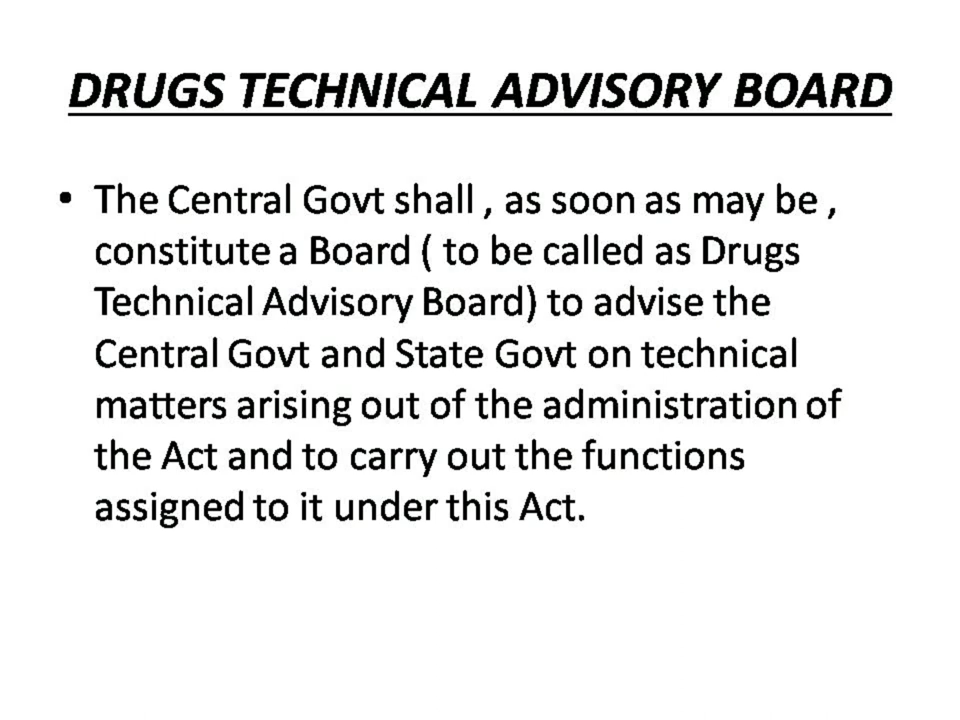 DRUGS TECHNICAL ADVISORY BOARD
• The Central Govt shall , as soon as may be ,
constitute a Board ( to be called as Drugs
Technical Advisory Board) to advise the
Central Govt and State Govt on technical
matters arising out of the administration of
the Act and to carry out the functions
assigned to it under this Act.